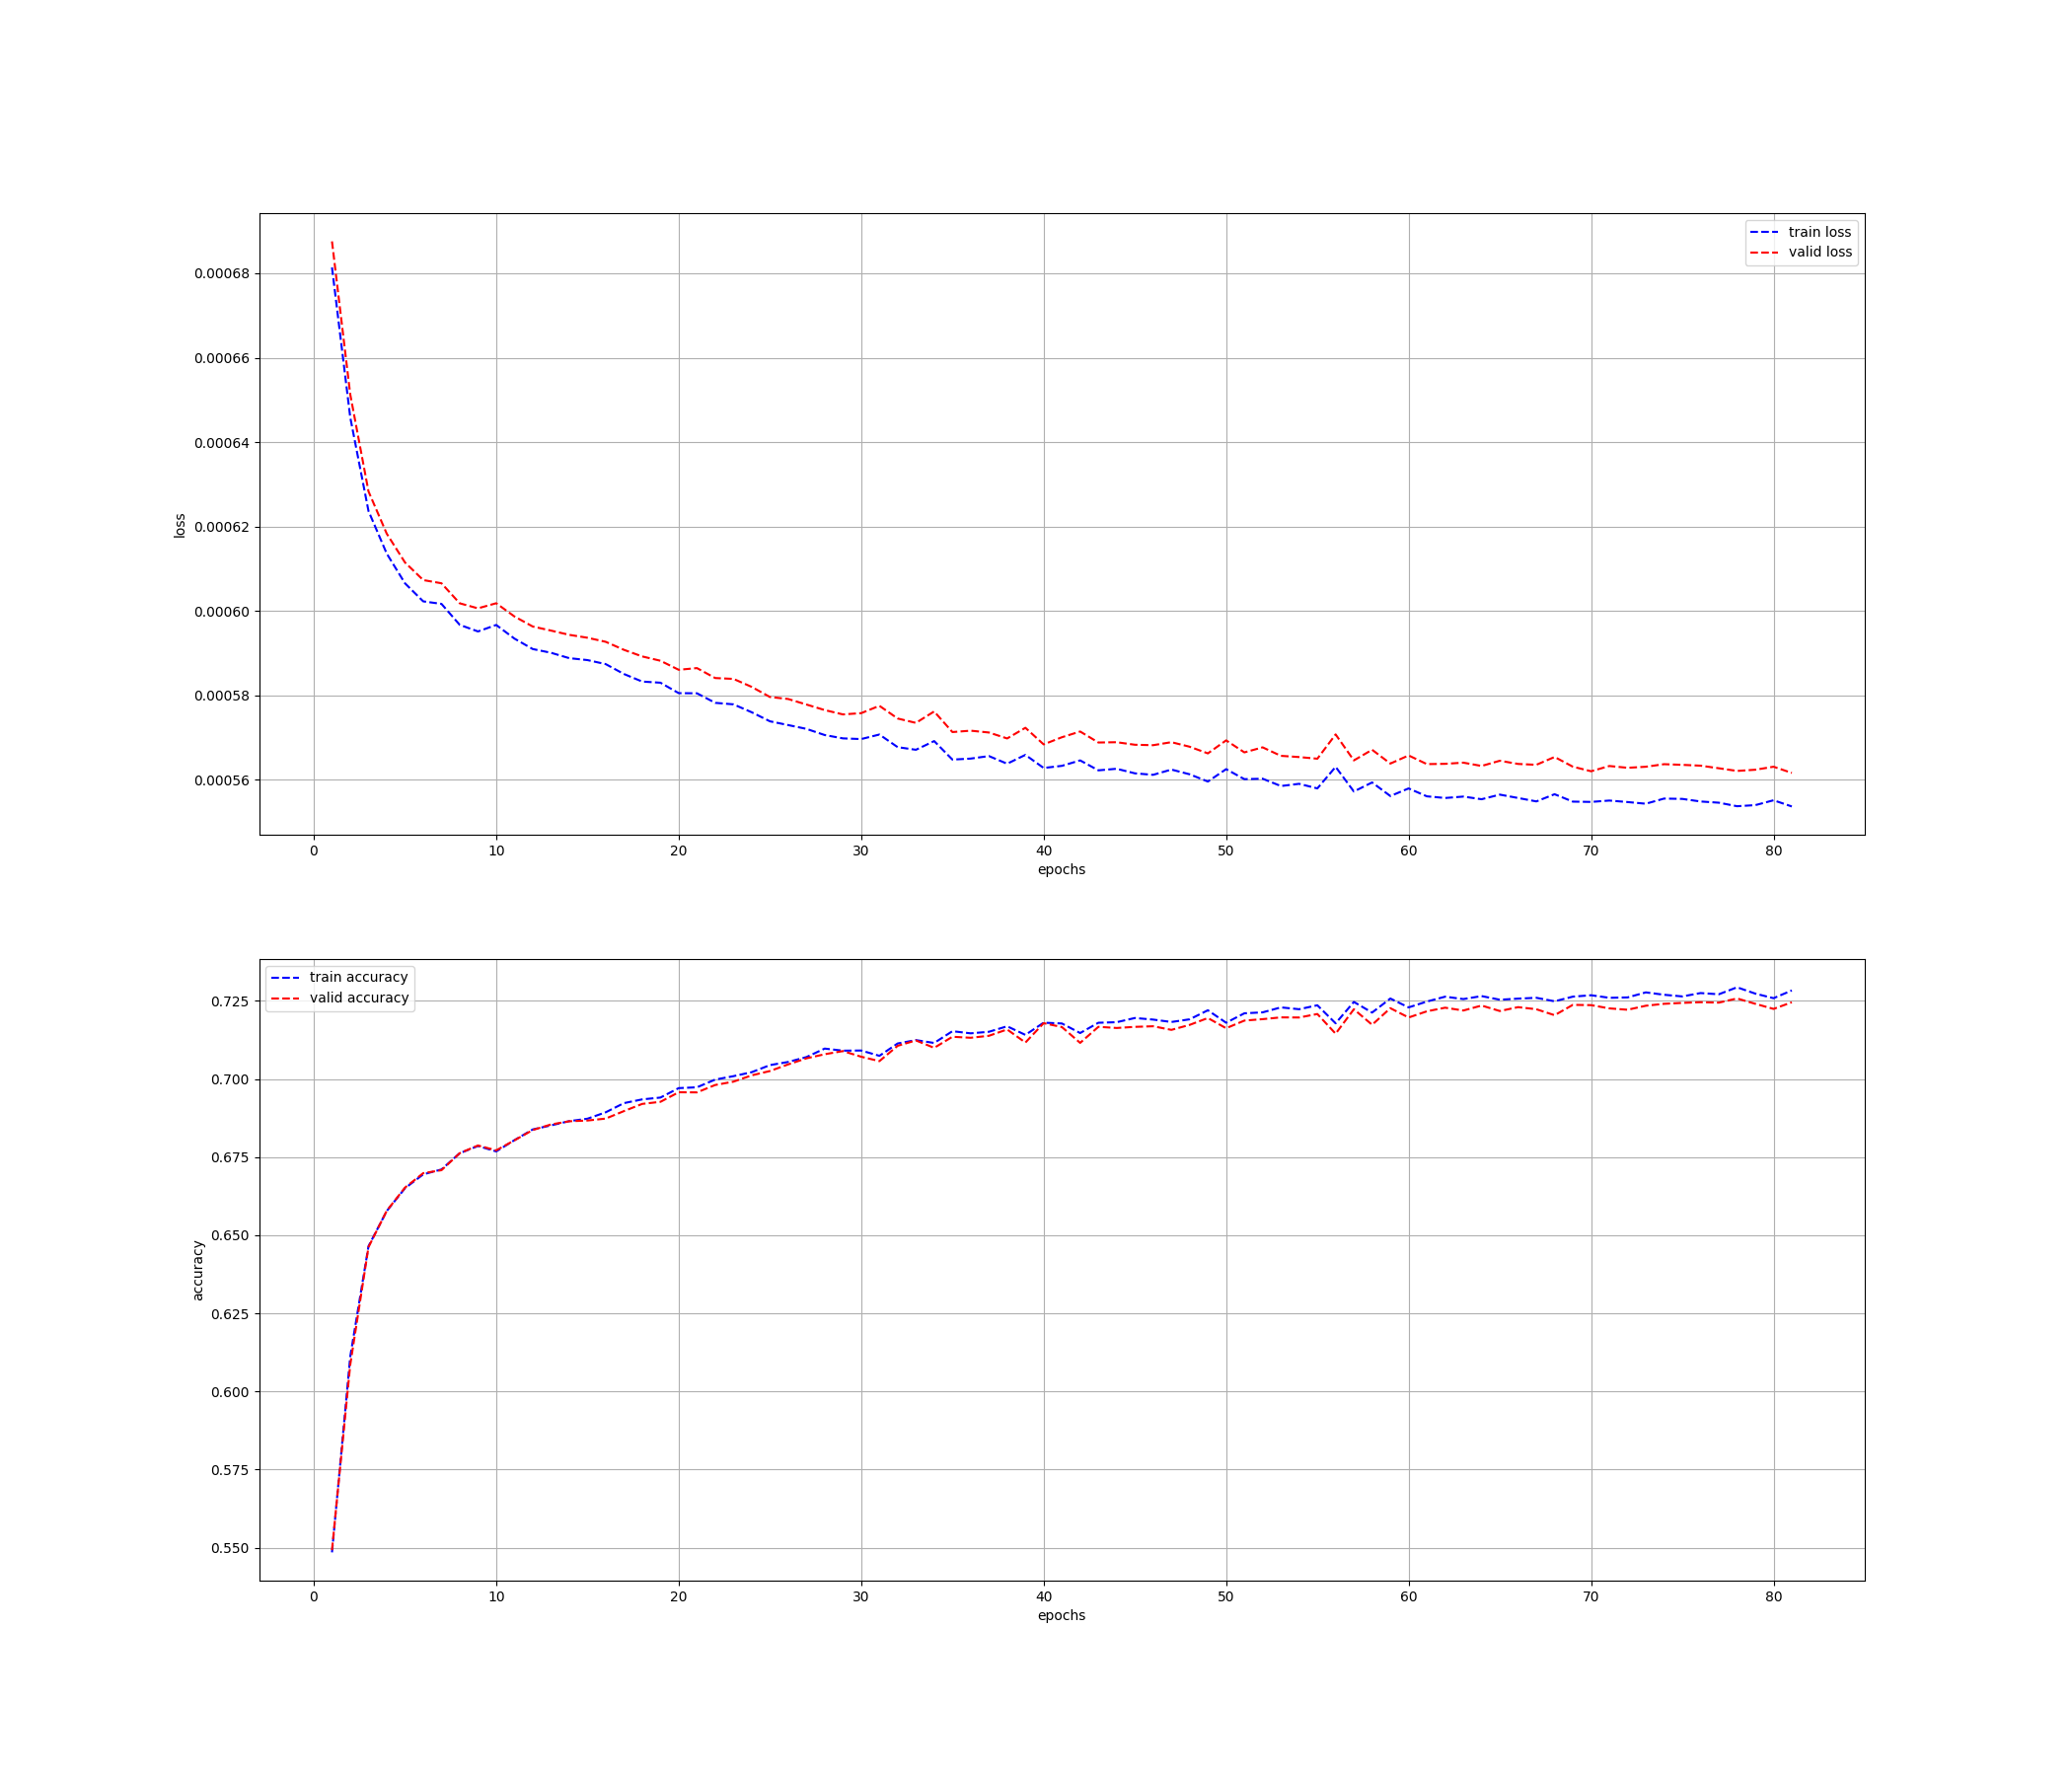 train loss
valid loss
0.00068
0.00066
0.00064
0.00062
0.00060
0.00058
0.00056
loss
0 10 20 30 40 50 60 70 80
epochs
train accuracy
valid accuracy
0.725
0.700
0.675
0.650
0.625
0.600
0.575
0.550
accuracy
0 10 20 30 40 50 60 70 80
epochs